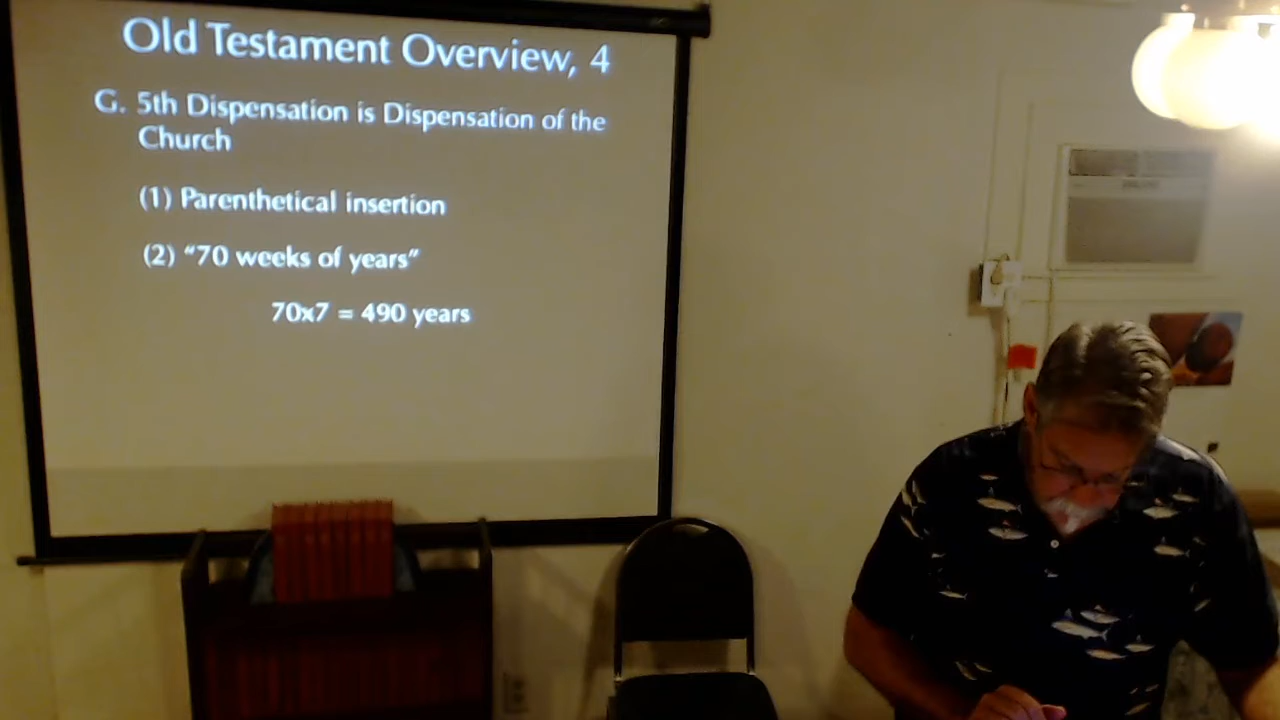 Old Testament Overview, 4
G. 5th Dispensation is Dispensation of the
Church
(1) Parenthetical insertion
(2) “70 weeks of years”
70x7 = 490 years